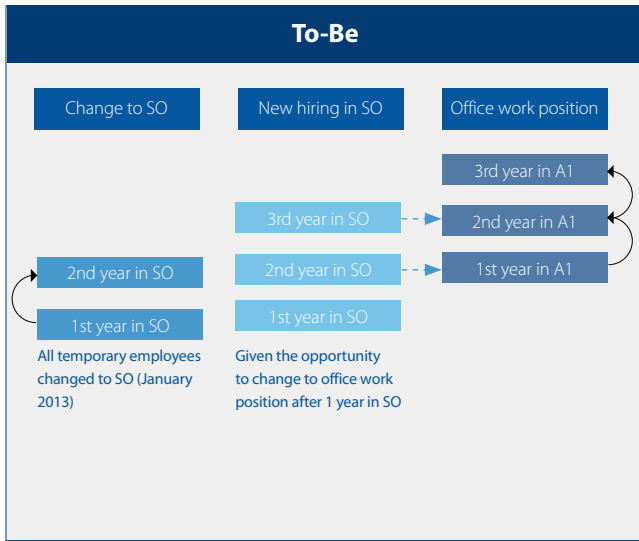 To-Be
Change to SO
New hiring in SO
Office work position
3rd year in A1
3rd year in SO
2nd year in A1
2nd year in SO
2nd year in SO
1st year in A1
1st year in SO
1st year in SO
All temporary employees
changed to SO (January
2013)
Given the opportunity
to change to office work
position after 1 year in SO